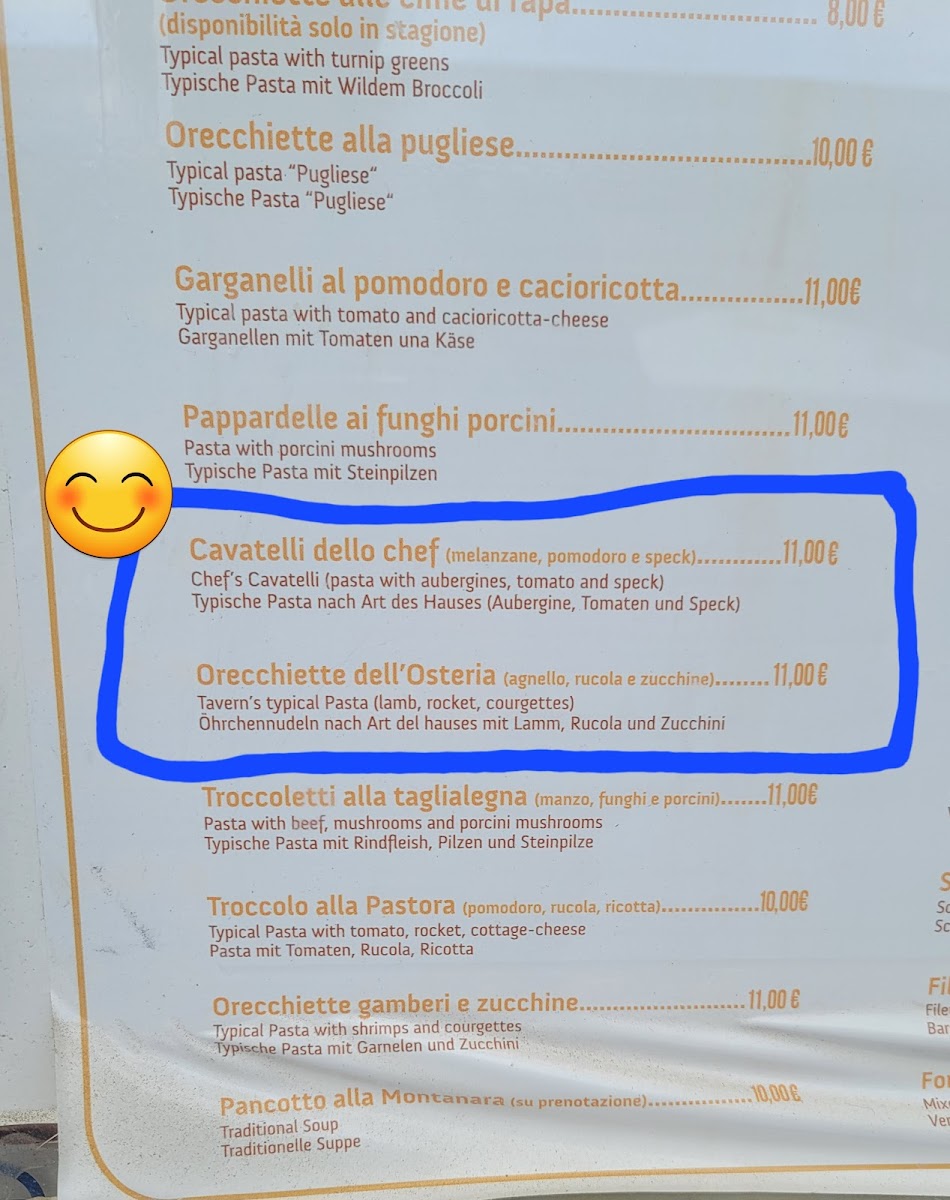 Orecchiette alle cime di rapa............................ 8,00 €
(disponibilità solo in stagione)
Typical pasta with turnip greens
Typische Pasta mit Wildem Broccoli
Orecchiette alla pugliese..................................10,00 €
Typical pasta “Pugliese“
Typische Pasta “Pugliese“
Garganelli al pomodoro e cacioricotta................11,00€
Typical pasta with tomato and cacioricotta-cheese
Garganellen mit Tomaten una Käse
Pappardelle ai funghi porcini..............................11,00€
Pasta with porcini mushrooms
Typische Pasta mit Steinpilzen
Cavatelli dello chef (melanzane, pomodoro e speck)............11,00€
Chef's Cavatelli (pasta with aubergines, tomato and speck)
Typische Pasta nach Art des Hauses (Aubergine, Tomaten und Speck)
Orecchiette dell'Osteria (agnello, rucola e zucchine)........11,00€
Tavern's typical Pasta (lamb, rocket, courgettes)
Öhrchennudeln nach Art del hauses mit Lamm, Rucola und Zucchini
Troccoletti alla taglialegna (manzo, funghi e porcini).......11,00€
Pasta with beef, mushrooms and porcini mushrooms
Typische Pasta mit Rindfleish, Pilzen und Steinpilze
Troccolo alla Pastora (pomodoro, rucola, ricotta)...............10,00€
Typical Pasta with tomato, rocket, cottage-cheese
Pasta mit Tomaten, Rucola, Ricotta
Orecchiette gamberi e zucchine..........................11,00 €
Typical Pasta with shrimps and courgettes
Typische Pasta mit Garnelen und Zucchini
Pancotto alla Montanara (su prenotazione)..................10,00€
Traditional Soup
Traditionelle Suppe